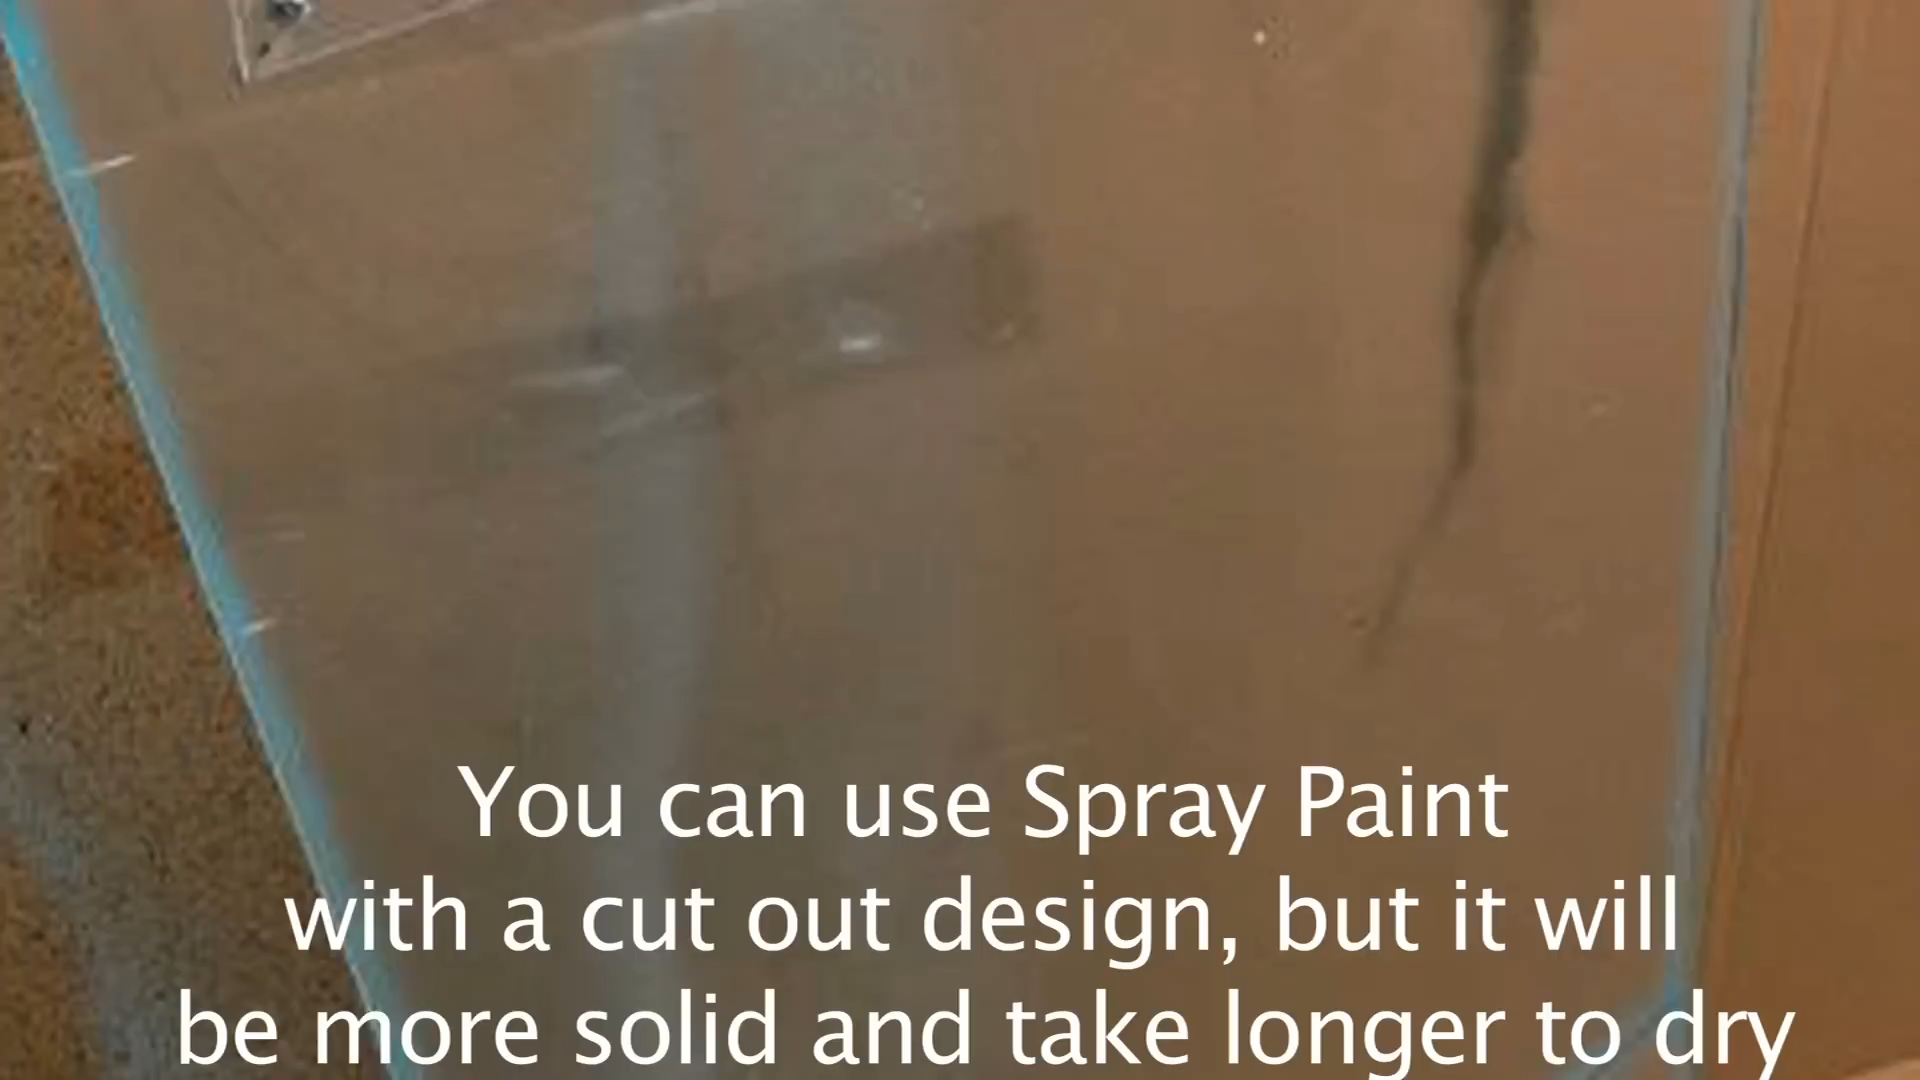 You can use Spray Paint
with a cut out design, but it will
be more solid and take longer to dry